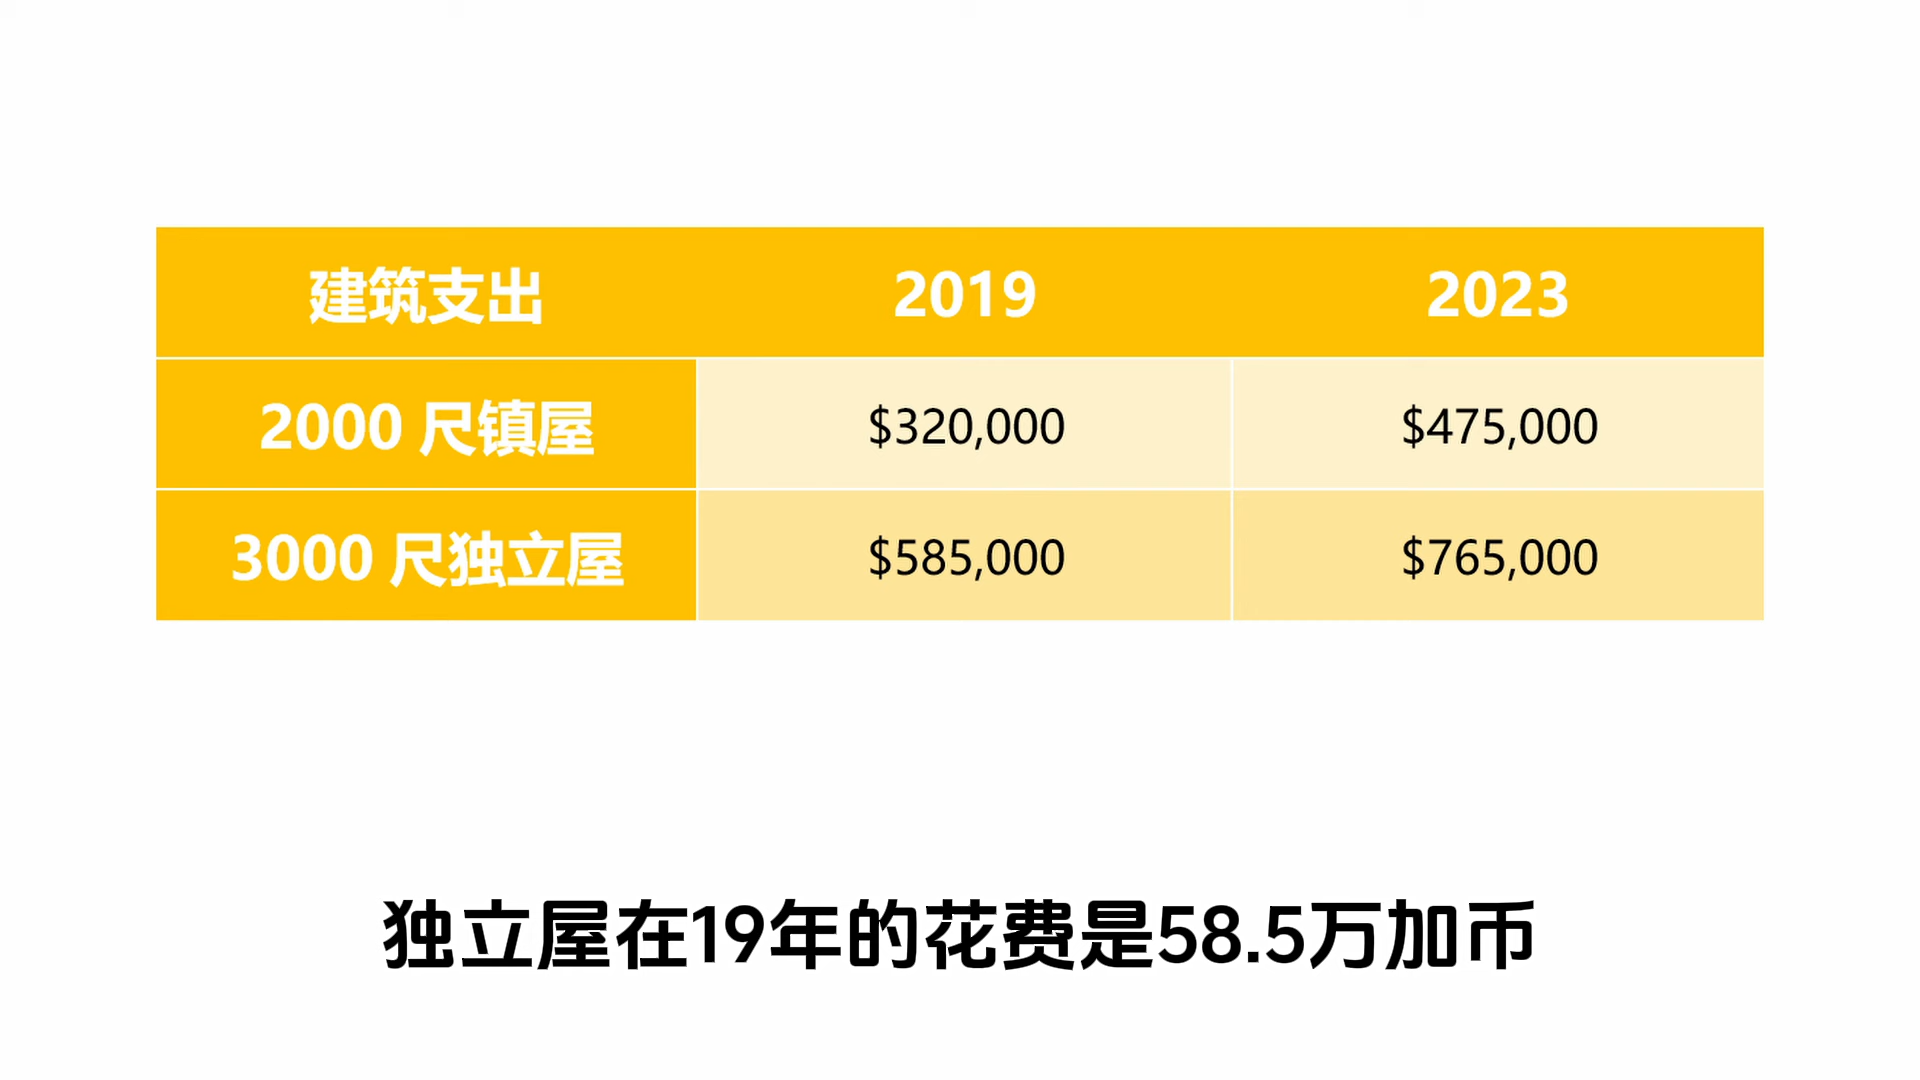 建筑支出 2019 2023
2000 尺镇屋 $320,000 $475,000
3000 尺独立屋 $585,000 $765,000
独立屋在19年的花费是58.5万加币